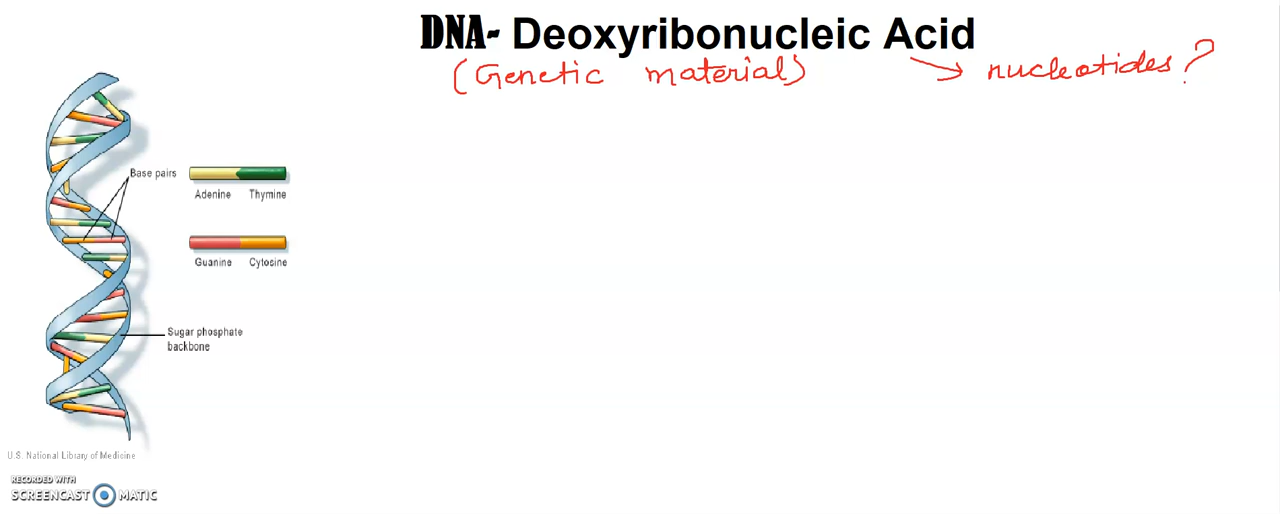 DNA- Deoxyribonucleic Acid
(Genetic material) → nucleotides?
Base pairs
Adenine Thymine
Guanine Cytosine
Sugar phosphate
backbone
U.S. National Library of Medicine
RECORDED WITH
SCREENCAST MATIC